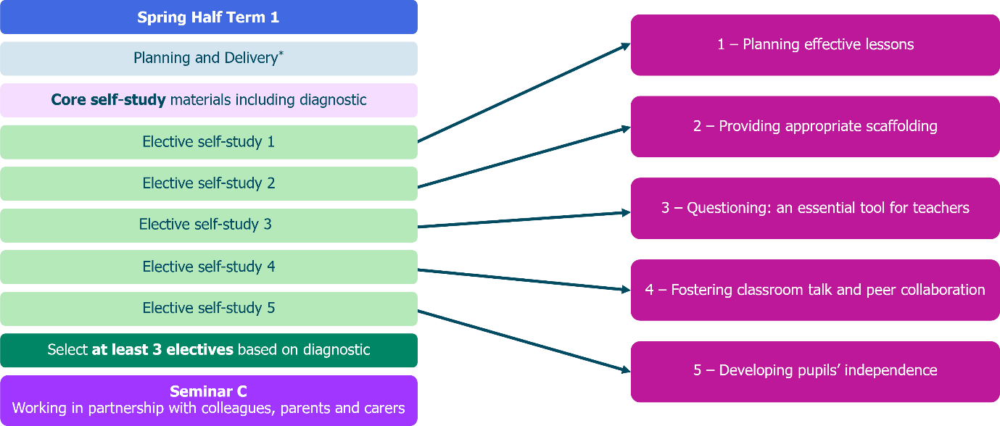 Spring Half Term 1
Planning and Delivery*
Core self-study materials including diagnostic
Elective self-study 1
Elective self-study 2
Elective self-study 3
Elective self-study 4
Elective self-study 5
Select at least 3 electives based on diagnostic
Seminar C
Working in partnership with colleagues, parents and carers
1 – Planning effective lessons
2 – Providing appropriate scaffolding
3 – Questioning: an essential tool for teachers
4 – Fostering classroom talk and peer collaboration
5 – Developing pupils’ independence